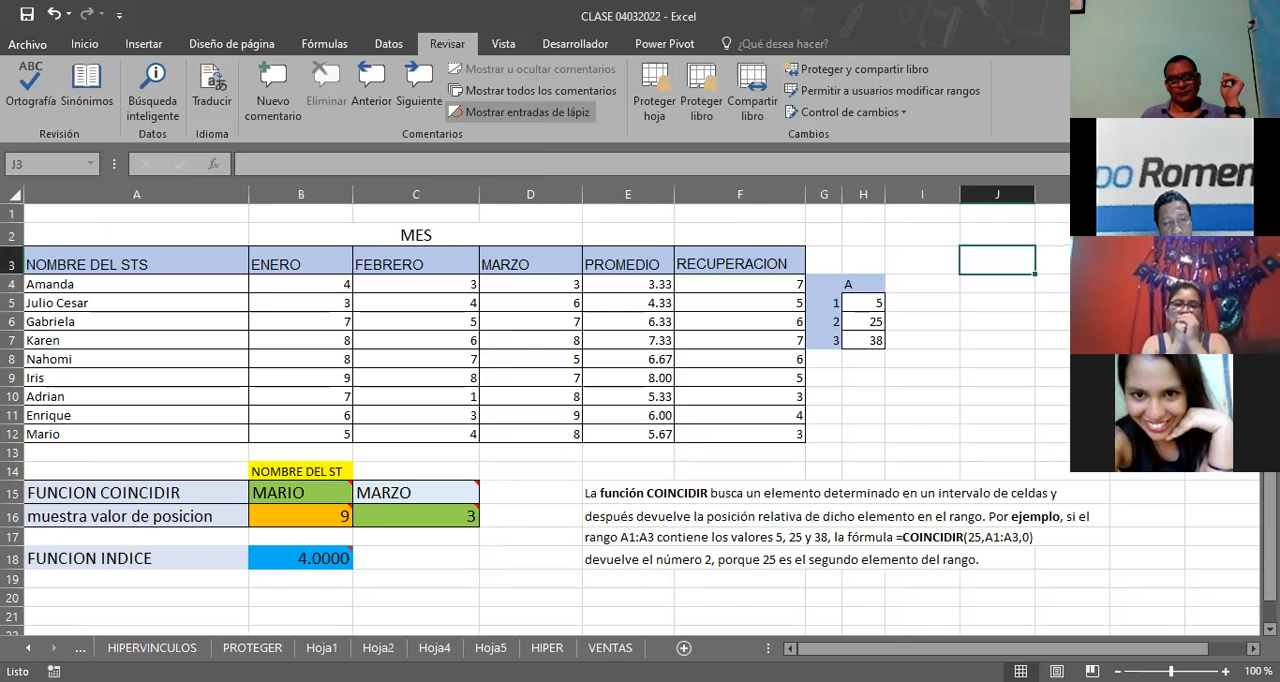 CLASE 04032022 - Excel
Archivo Inicio Insertar Diseño de página Fórmulas Datos Revisar Vista Desarrollador Power Pivot ¿Qué desea hacer?
ABC
Ortografía Sinónimos
Búsqueda inteligente
Traducir
Nuevo comentario
Eliminar Anterior Siguiente
Mostrar u ocultar comentarios
Mostrar todos los comentarios
Mostrar entradas de lápiz
Proteger hoja
Proteger libro
Compartir libro
Proteger y compartir libro
Permitir a usuarios modificar rangos
Control de cambios
Revisión Datos Idioma Comentarios Cambios
J3 fx
A B C D E F G H I J
1
2 MES
3 NOMBRE DEL STS ENERO FEBRERO MARZO PROMEDIO RECUPERACION
4 Amanda 4 3 3 3.33 7 A
5 Julio Cesar 3 4 6 4.33 5 1 5
6 Gabriela 7 5 7 6.33 6 2 25
7 Karen 8 6 8 7.33 7 3 38
8 Nahomi 8 7 5 6.67 6
9 Iris 9 8 7 8.00 5
10 Adrian 7 1 8 5.33 3
11 Enrique 6 3 9 6.00 4
12 Mario 5 4 8 5.67 3
13
14 NOMBRE DEL ST
15 FUNCION COINCIDIR MARIO MARZO La función COINCIDIR busca un elemento determinado en un intervalo de celdas y
16 muestra valor de posicion 9 3 después devuelve la posición relativa de dicho elemento en el rango. Por ejemplo, si el
17 rango A1:A3 contiene los valores 5, 25 y 38, la fórmula =COINCIDIR(25,A1:A3,0)
18 FUNCION INDICE 4.0000 devuelve el número 2, porque 25 es el segundo elemento del rango.
19
20
21
22
... HIPERVINCULOS PROTEGER Hoja1 Hoja2 Hoja4 Hoja5 HIPER VENTAS
Listo 100 %
po Romen